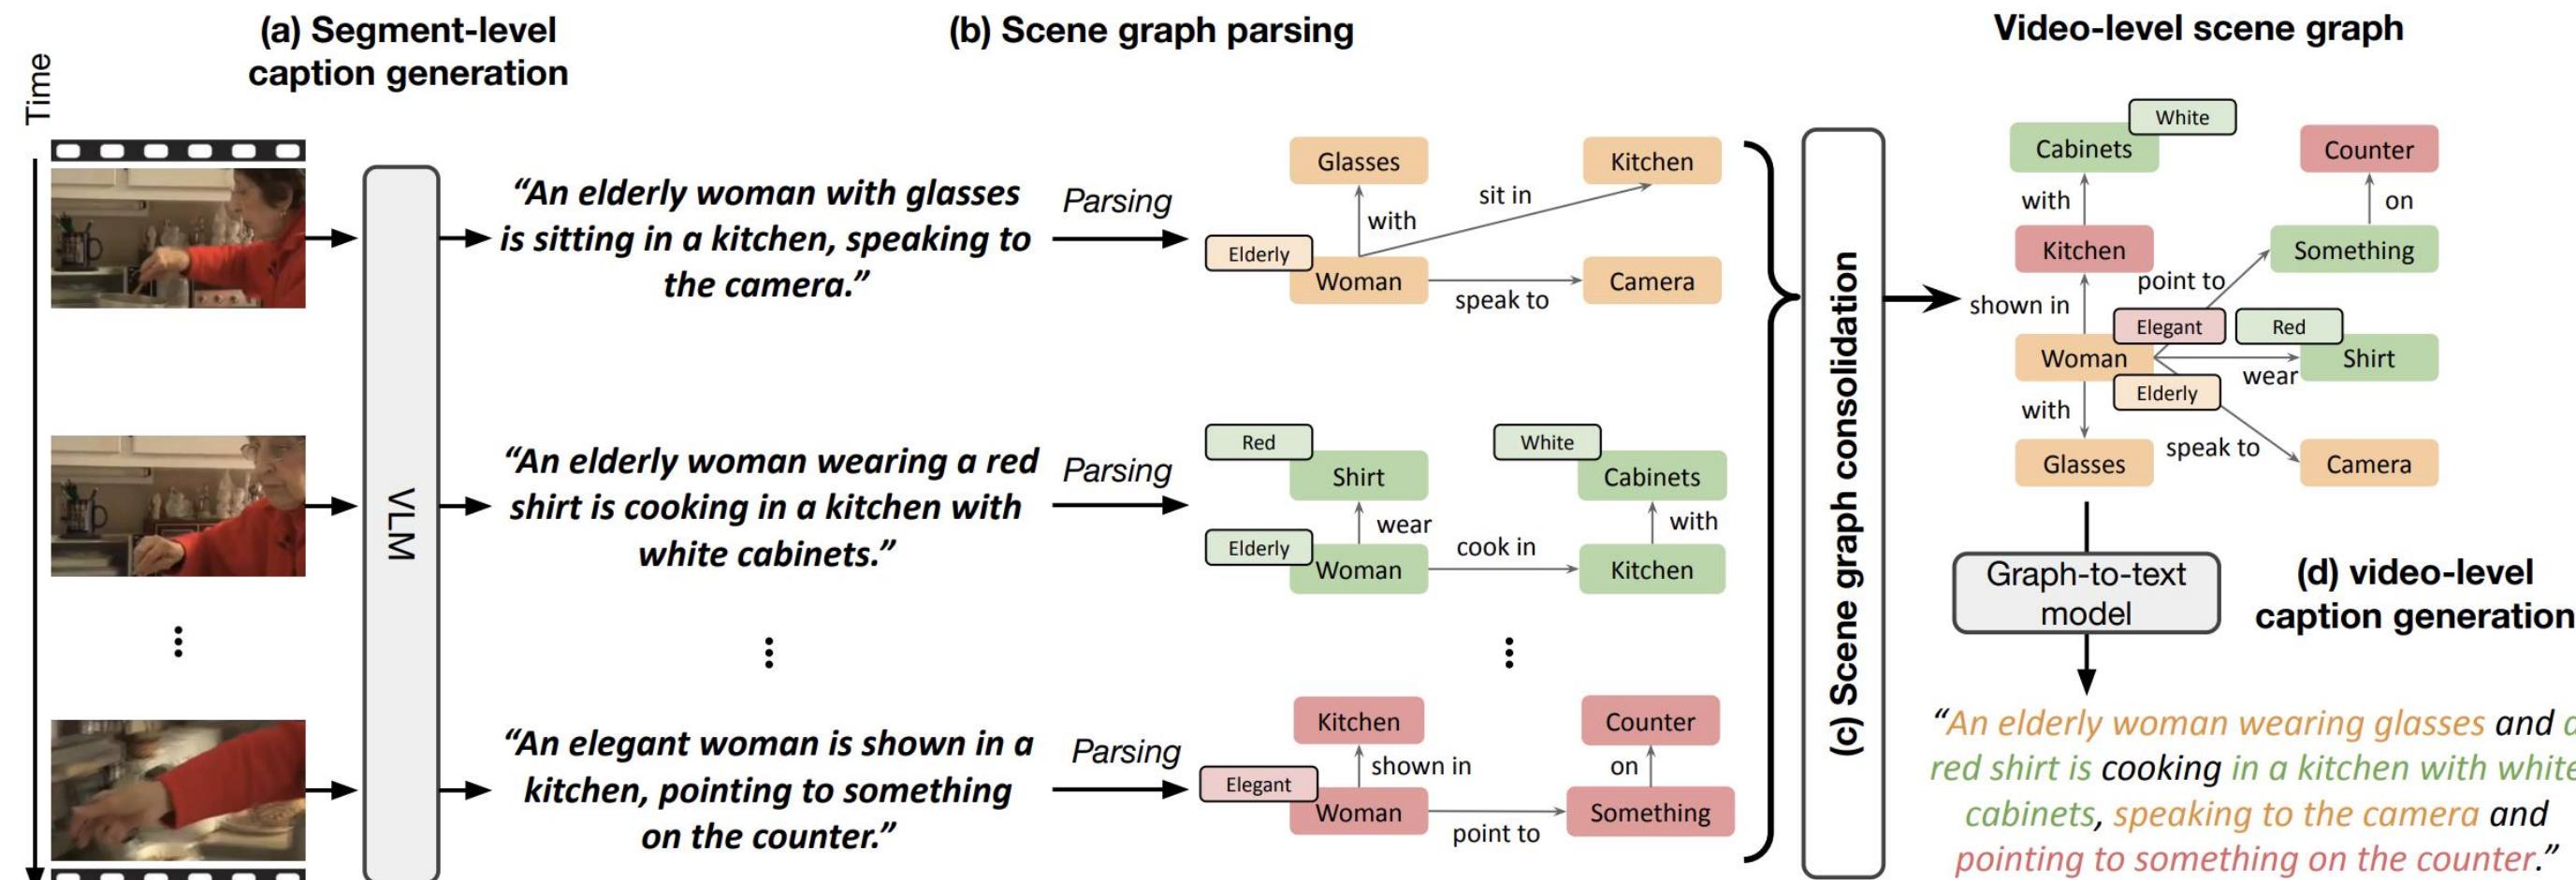 (a) Segment-level
caption generation
(b) Scene graph parsing
Video-level scene graph
Time
VLM
“An elderly woman with glasses
is sitting in a kitchen, speaking to
the camera.”
Parsing
Glasses
Kitchen
with
sit in
Elderly
Woman
speak to
Camera
“An elderly woman wearing a red
shirt is cooking in a kitchen with
white cabinets.”
Parsing
Red
Shirt
White
Cabinets
wear
with
Elderly
Woman
cook in
Kitchen
“An elegant woman is shown in a
kitchen, pointing to something
on the counter.”
Parsing
Kitchen
Counter
shown in
on
Elegant
Woman
point to
Something
(c) Scene graph consolidation
White
Cabinets
Counter
with
on
Kitchen
Something
point to
shown in
Elegant
Red
Woman
wear
Shirt
Elderly
with
speak to
Glasses
Camera
Graph-to-text
model
(d) video-level
caption generation
“An elderly woman wearing glasses and a
red shirt is cooking in a kitchen with white
cabinets, speaking to the camera and
pointing to something on the counter.”